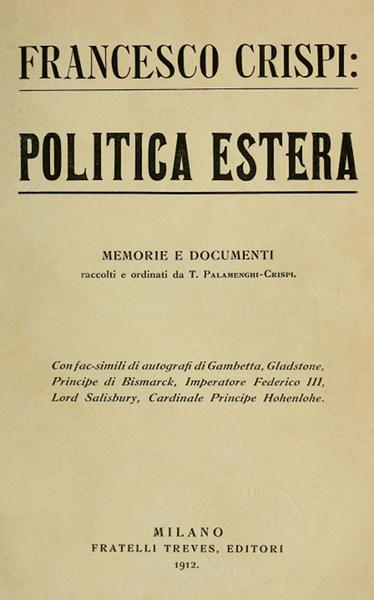 FRANCESCO CRISPI:
POLITICA ESTERA
MEMORIE E DOCUMENTI
raccolti e ordinati da T. PALAMENGHI-CRISPI.
Con fac-simili di autografi di Gambetta, Gladstone,
Principe di Bismarck, Imperatore Federico III,
Lord Salisbury, Cardinale Principe Hohenlohe.
MILANO
FRATELLI TREVES, EDITORI
1912.